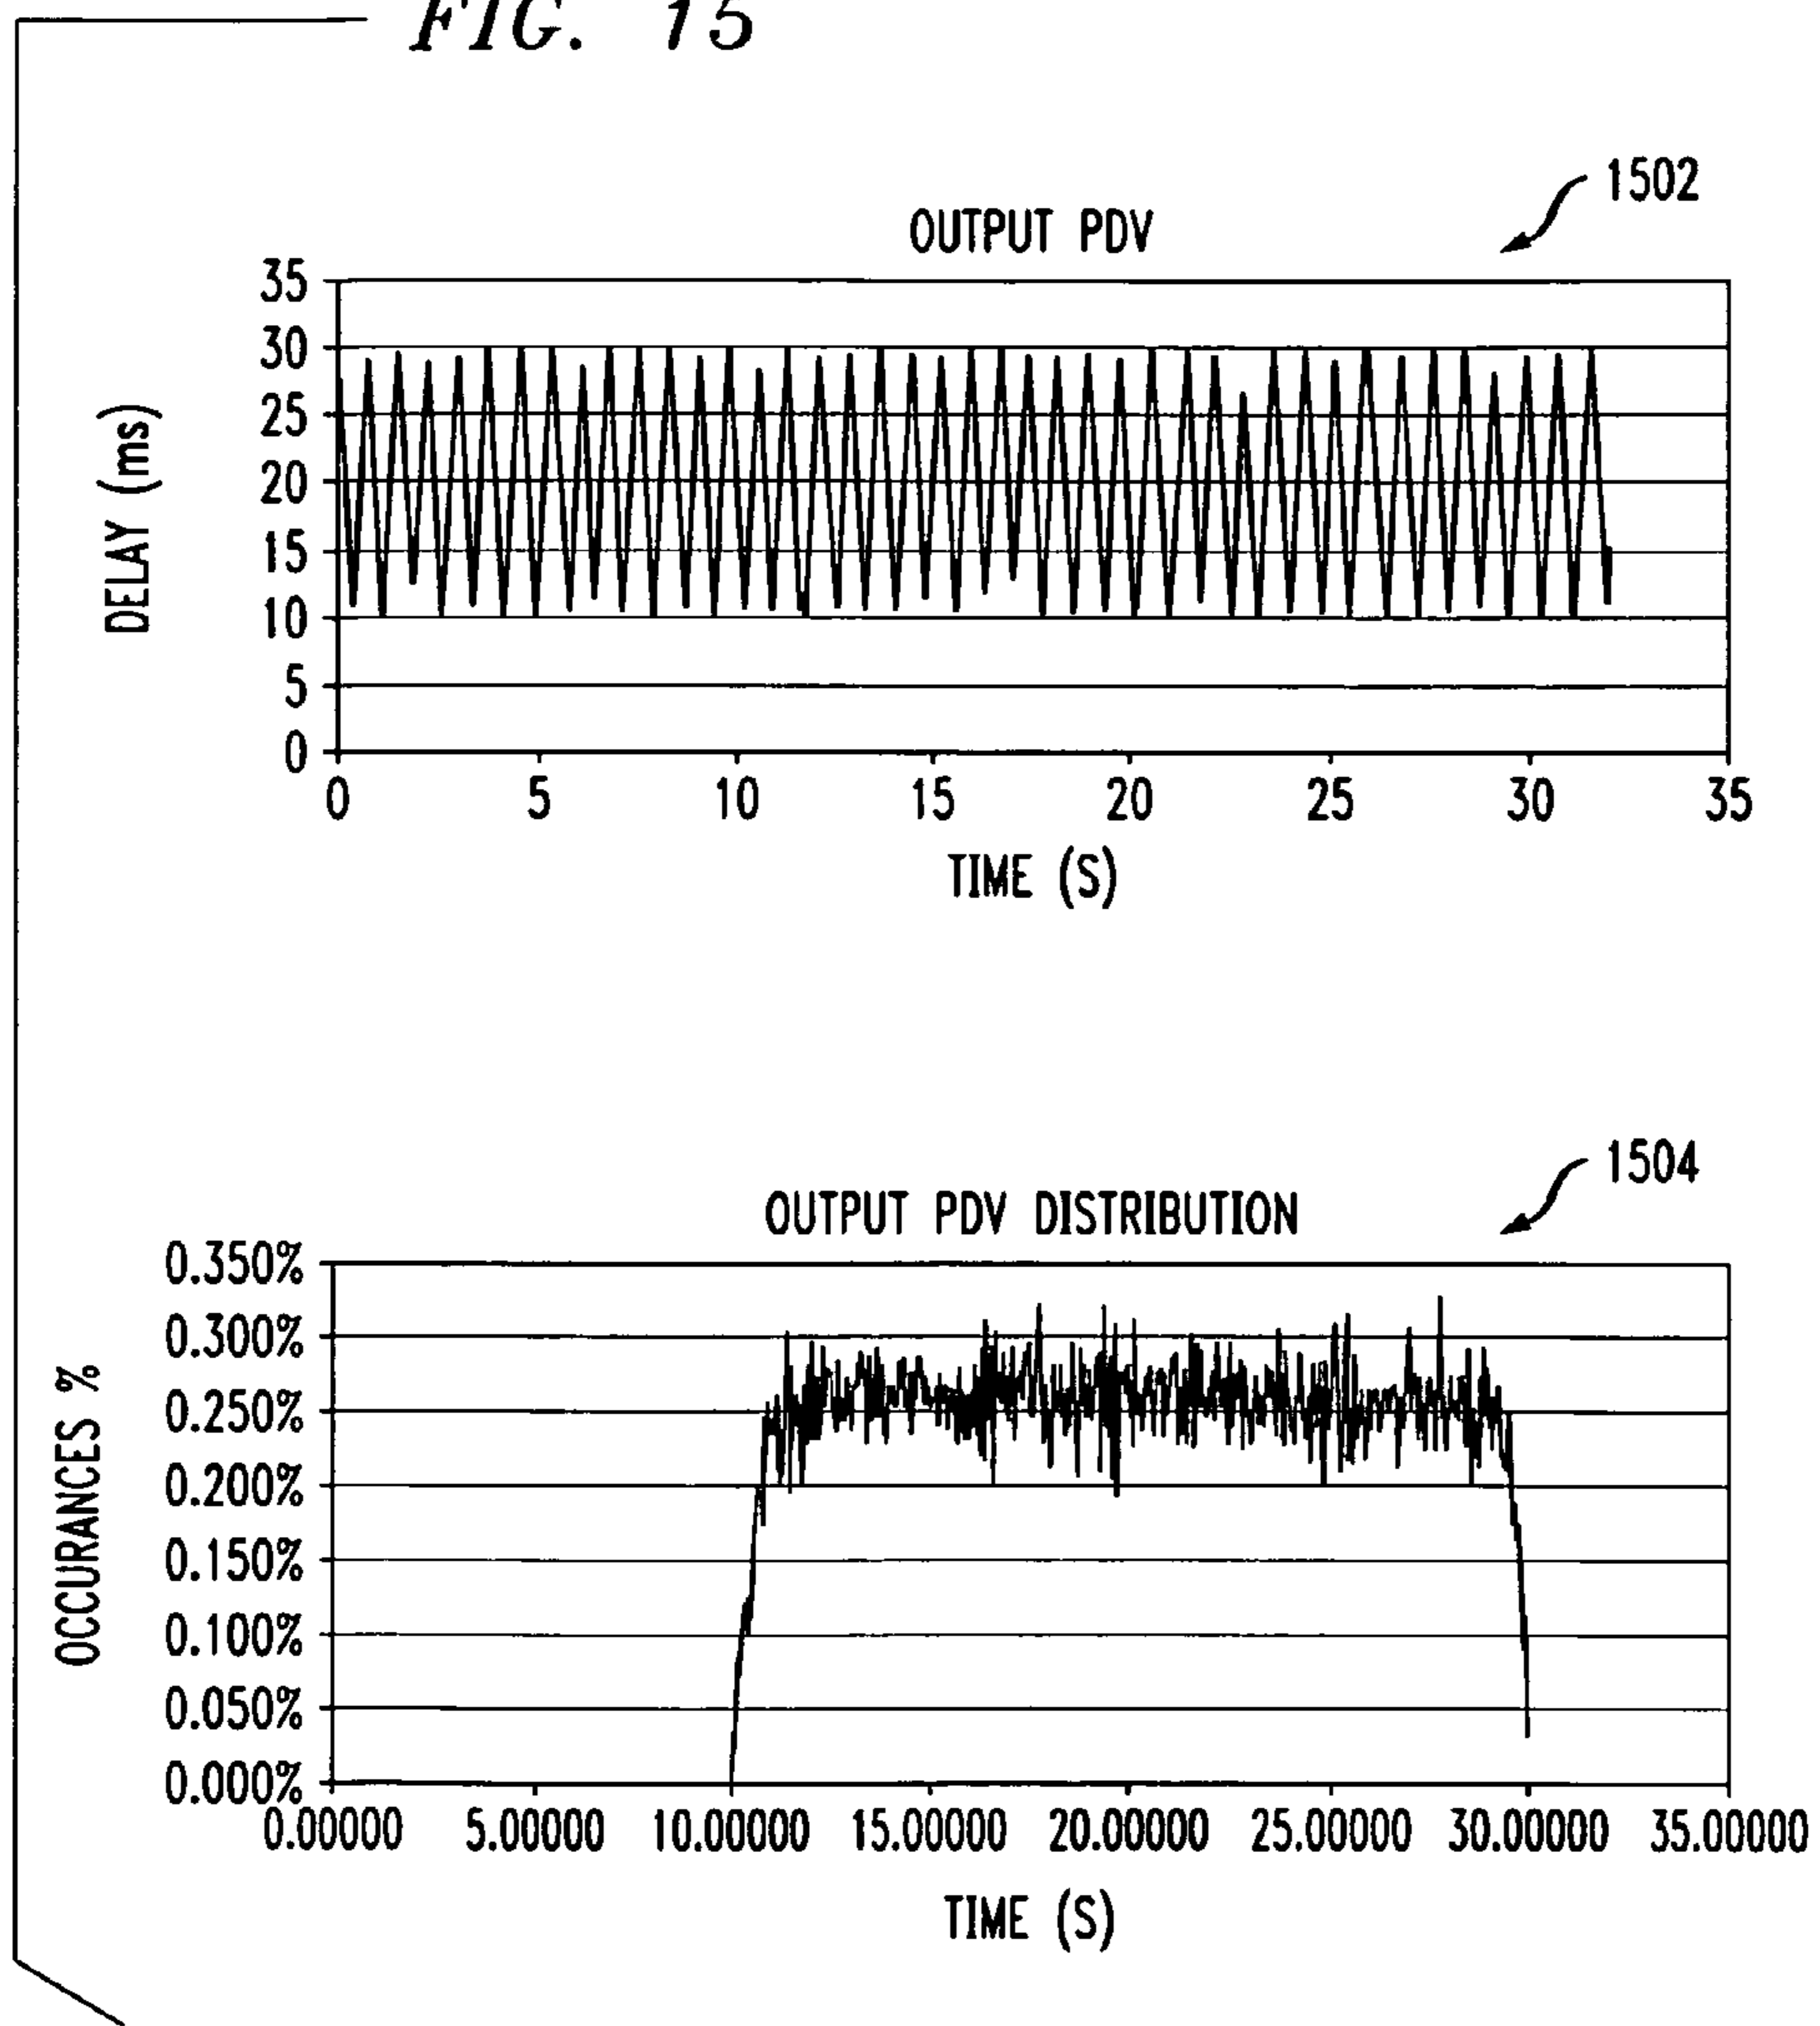 FIG. 15
1502
OUTPUT PDV
DELAY (ms)
35
30
25
20
15
10
5
0
0 5 10 15 20 25 30 35
TIME (S)
1504
OUTPUT PDV DISTRIBUTION
OCCURANCES %
0.350%
0.300%
0.250%
0.200%
0.150%
0.100%
0.050%
0.000%
0.00000 5.00000 10.00000 15.00000 20.00000 25.00000 30.00000 35.00000
TIME (S)